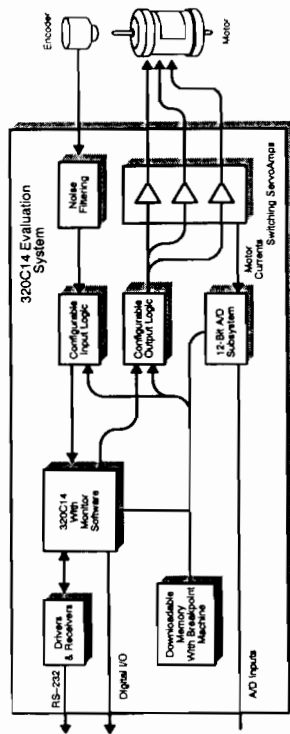 320C14 Evaluation
System
Encoder
Motor
Noise
Filtering
Switching ServoAmps
Motor
Currents
Configurable
Input Logic
Configurable
Output Logic
12-Bit A/D
Subsystem
320C14
With
Monitor
Software
Drivers
& Receivers
Downloadable
Memory
With Breakpoint
Machine
RS-232
Digital I/O
A/D Inputs